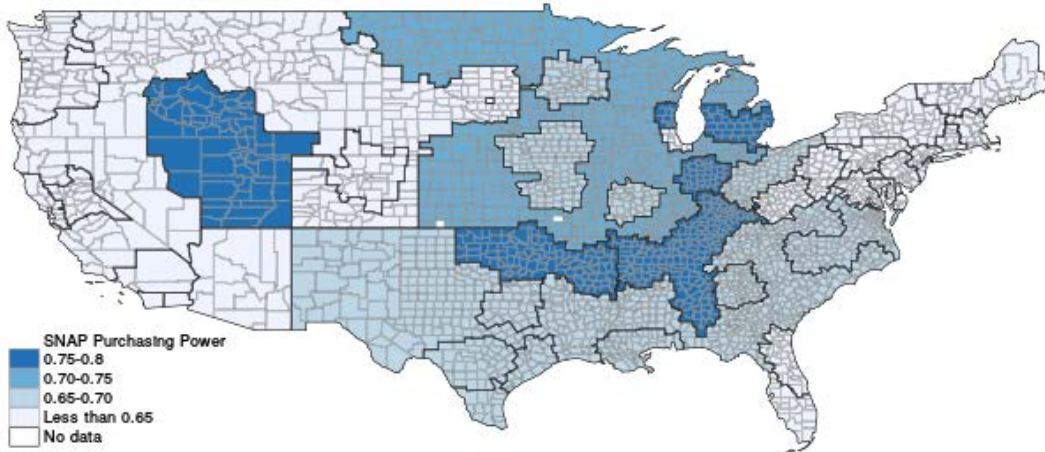 SNAP Purchasing Power
0.75-0.8
0.70-0.75
0.65-0.70
Less than 0.65
No data